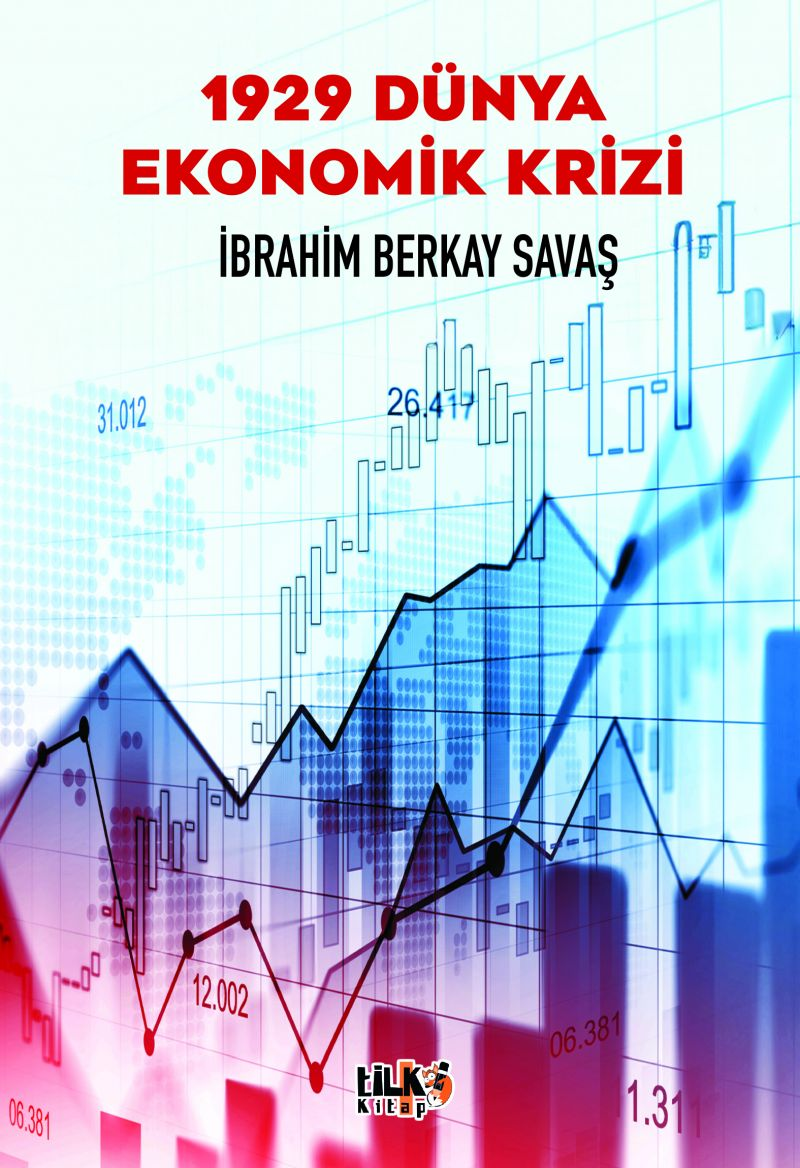 1929 DÜNYA
EKONOMİK KRİZİ
İBRAHİM BERKAY SAVAŞ
31.012
26.417
12.002
06.381
06.381
1.311
tiLK
Kitap